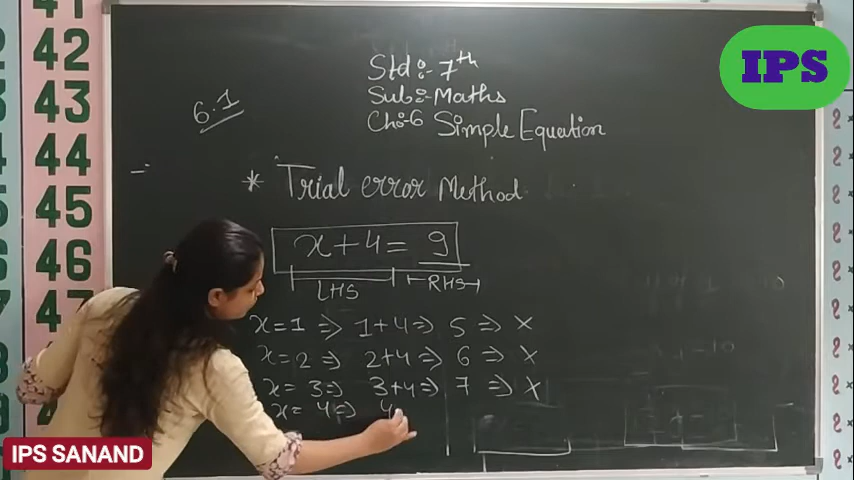 IPS
Std:- 7th
Sub:- Maths
Ch:-6 Simple Equation
6.1
* Trial error Method
x+4= 9
LHS
RHS
x=1 ⇒ 1+4⇒ 5 ⇒ ×
x=2 ⇒ 2+4⇒ 6 ⇒ ×
x= 3⇒ 3+4⇒ 7 ⇒ ×
x= 4⇒ 4
41
42
43
44
45
46
47
IPS SANAND